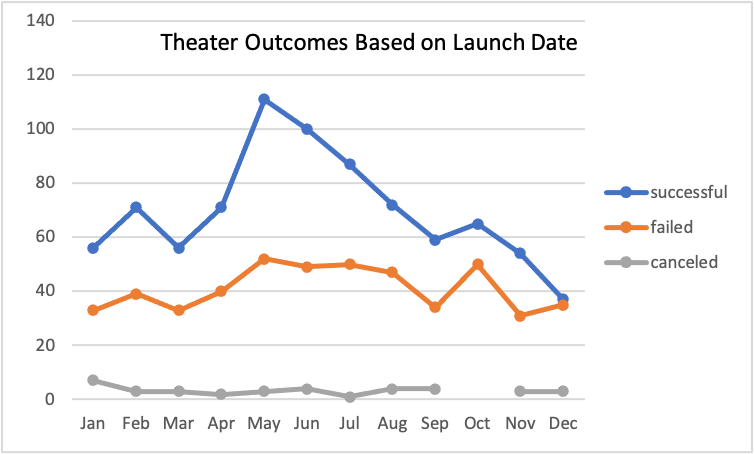 Theater Outcomes Based on Launch Date
140
120
100
80
60
40
20
0
Jan Feb Mar Apr May Jun Jul Aug Sep Oct Nov Dec
successful
failed
canceled